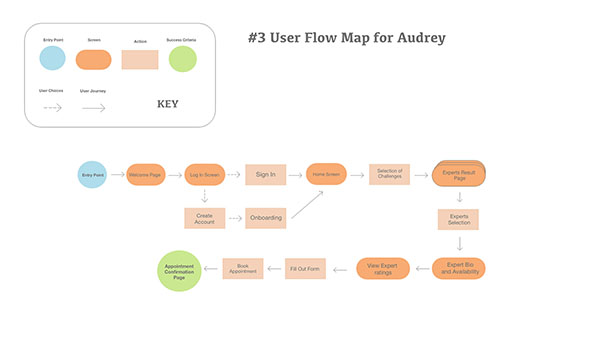 #3 User Flow Map for Audrey
Entry Point
Screen
Action
Success Criteria
User Choices
User Journey
KEY
Entry Point
Welcome Page
Log In Screen
Sign In
Home Screen
Selection of
Challenges
Experts Result
Page
Create
Account
Onboarding
Experts
Selection
Appointment
Confirmation
Page
Book
Appointment
Fill Out Form
View Expert
ratings
Expert Bio
and Availability